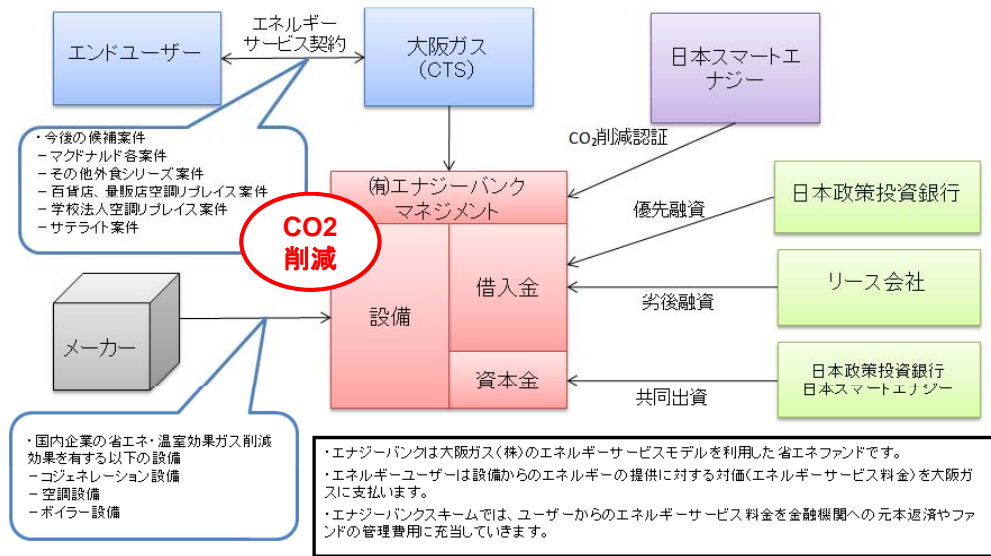 エンドユーザー
エネルギー
サービス契約
大阪ガス
(CTS)
日本スマートエ
ナジー
・今後の候補案件
－マクドナルド各案件
－その他外食シリーズ案件
－百貨店、量販店空調リプレイス案件
－学校法人空調リプレイス案件
－サテライト案件
CO₂削減認証
㈲エナジーバンク
マネジメント
CO2
削減
優先融資
日本政策投資銀行
設備
借入金
劣後融資
リース会社
メーカー
資本金
共同出資
日本政策投資銀行
日本スマートエナジー
・国内企業の省エネ・温室効果ガス削減
効果を有する以下の設備
－コジェネレーション設備
－空調設備
－ボイラー設備
・エナジーバンクは大阪ガス(株)のエネルギーサービスモデルを利用した省エネファンドです。
・エネルギーユーザーは設備からのエネルギーの提供に対する対価(エネルギーサービス料金)を大阪ガ
スに支払います。
・エナジーバンクスキームでは、ユーザーからのエネルギーサービス料金を金融機関への元本返済やファ
ンドの管理費用に充当していきます。